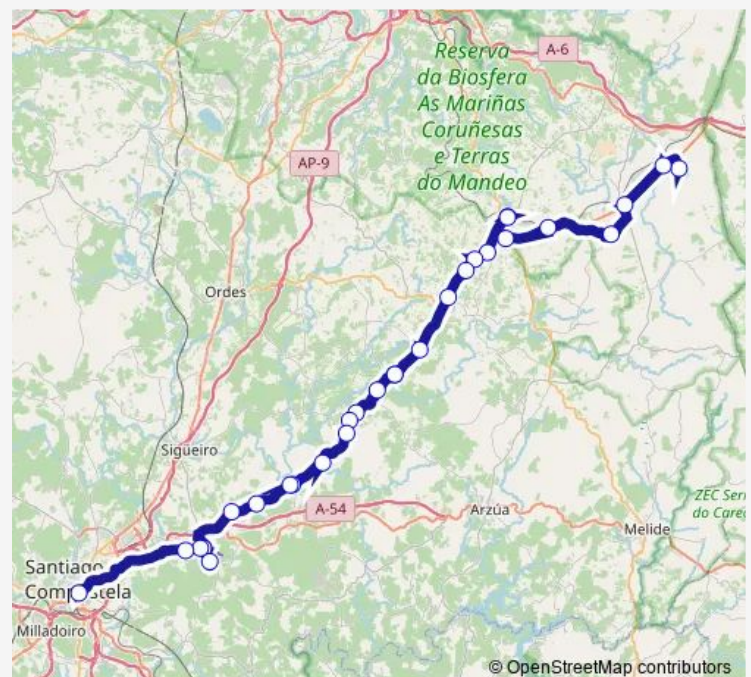 Reserva
da Biosfera
As Mariñas
Coruñesas
e Terras
do Mandeo
A-6
AP-9
Ordes
Sigüeiro
A-54
Arzúa
ZEC Ser
do Care
Melide
Santiago
Compostela
Milladoiro
© OpenStreetMap contributors